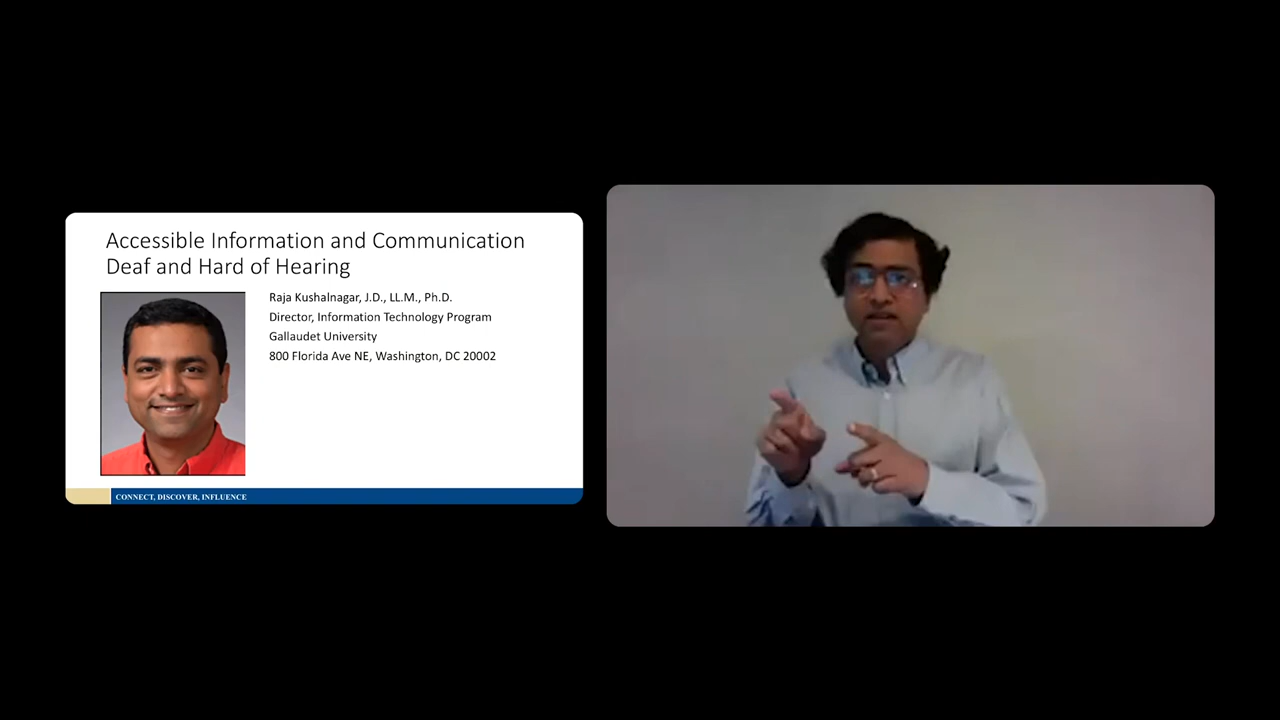 Accessible Information and Communication
Deaf and Hard of Hearing
Raja Kushalnagar, J.D., LL.M., Ph.D.
Director, Information Technology Program
Gallaudet University
800 Florida Ave NE, Washington, DC 20002
CONNECT, DISCOVER, INFLUENCE